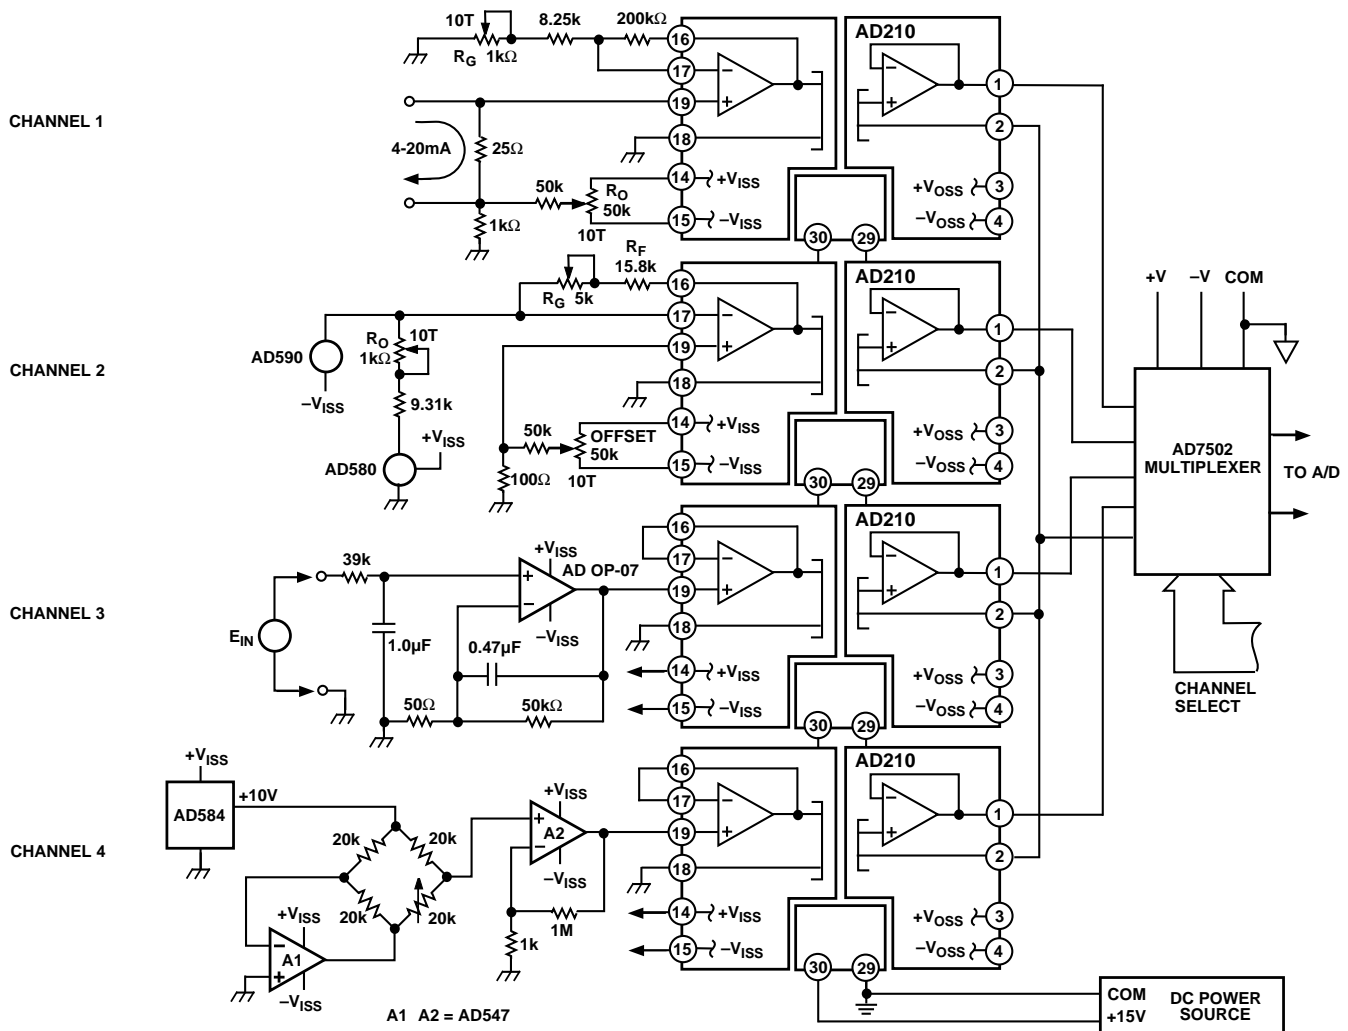 CHANNEL 1
10T
RG 1kΩ
8.25k
200kΩ
4-20mA
25Ω
1kΩ
50k
RO
50k
10T
16
17
19
18
14
+VISS
15
–VISS
30
29
AD210
1
2
+VOSS
3
–VOSS
4
CHANNEL 2
RF
15.8k
RG 5k
AD590
–VISS
RO
1kΩ
10T
9.31k
+VISS
AD580
50k
100Ω
OFFSET
50k
10T
16
17
19
18
14
+VISS
15
–VISS
30
29
AD210
1
2
+VOSS
3
–VOSS
4
+V
–V
COM
AD7502
MULTIPLEXER
TO A/D
CHANNEL
SELECT
CHANNEL 3
EIN
39k
1.0µF
+VISS
AD OP-07
–VISS
0.47µF
50Ω
50kΩ
16
17
19
18
14
+VISS
15
–VISS
30
29
AD210
1
2
+VOSS
3
–VOSS
4
CHANNEL 4
+VISS
AD584
+10V
20k
20k
20k
20k
+VISS
A1
–VISS
+VISS
A2
–VISS
1M
1k
A1 A2 = AD547
16
17
19
18
14
+VISS
15
–VISS
30
29
AD210
1
2
+VOSS
3
–VOSS
4
COM
+15V
DC POWER
SOURCE